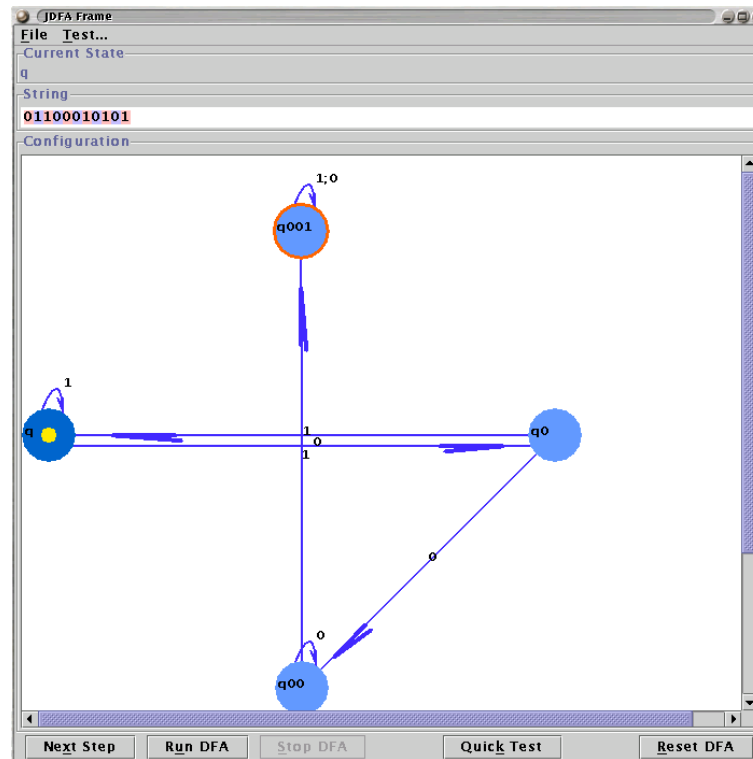 JDFA Frame
File Test...
Current State
q
String
01100010101
Configuration
1;0
q001
1
q
q0
1
0
1
0
0
q00
Next Step Run DFA Stop DFA Quick Test Reset DFA